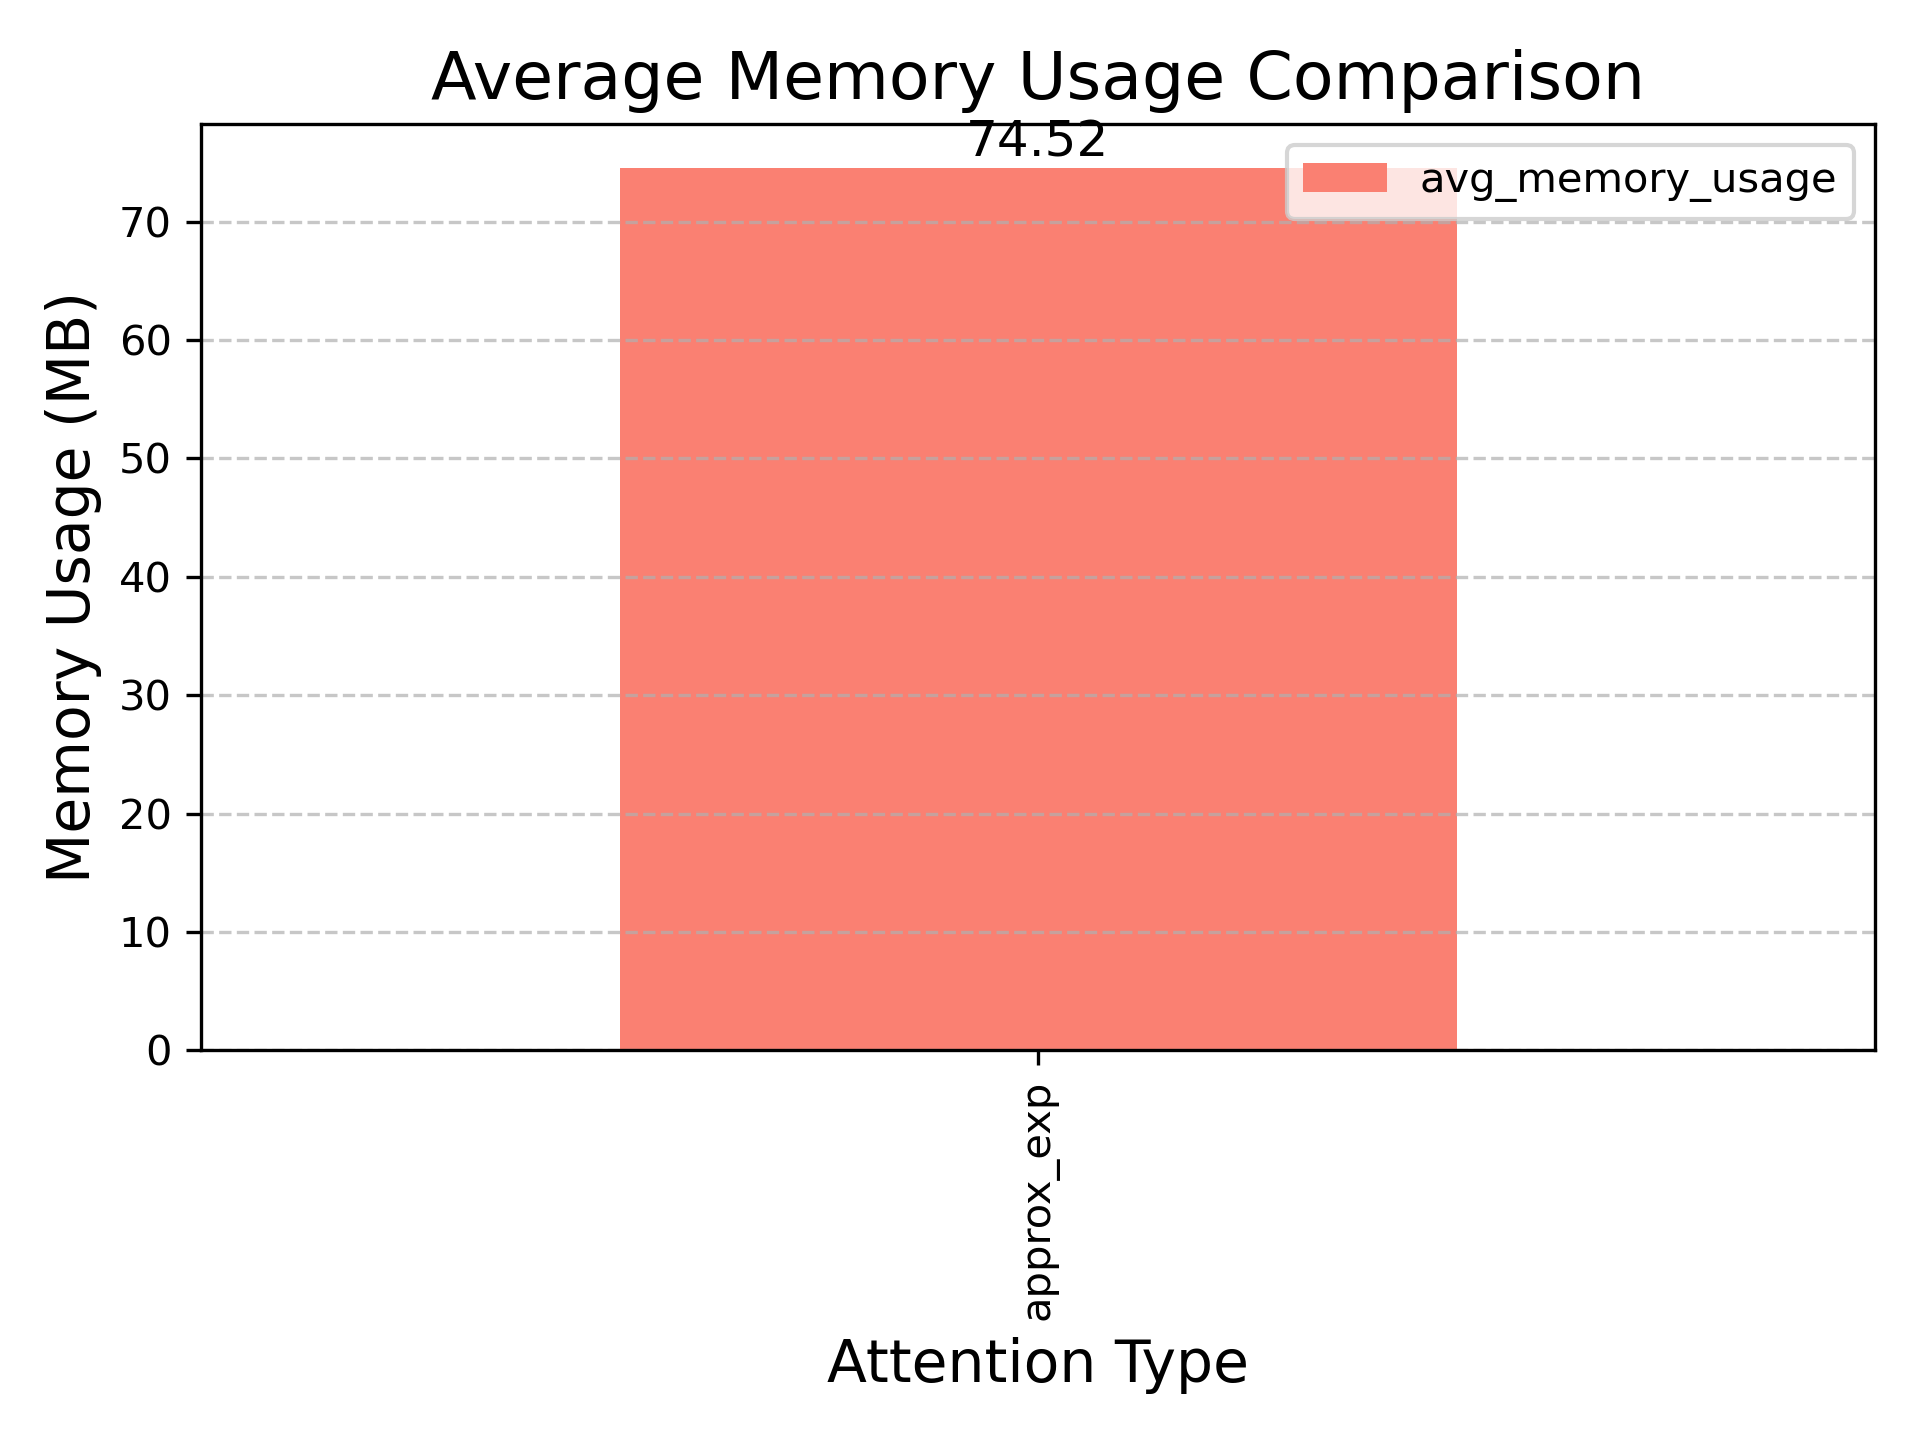 Average Memory Usage Comparison
74.52
avg_memory_usage
Memory Usage (MB)
70
60
50
40
30
20
10
0
approx_exp
Attention Type